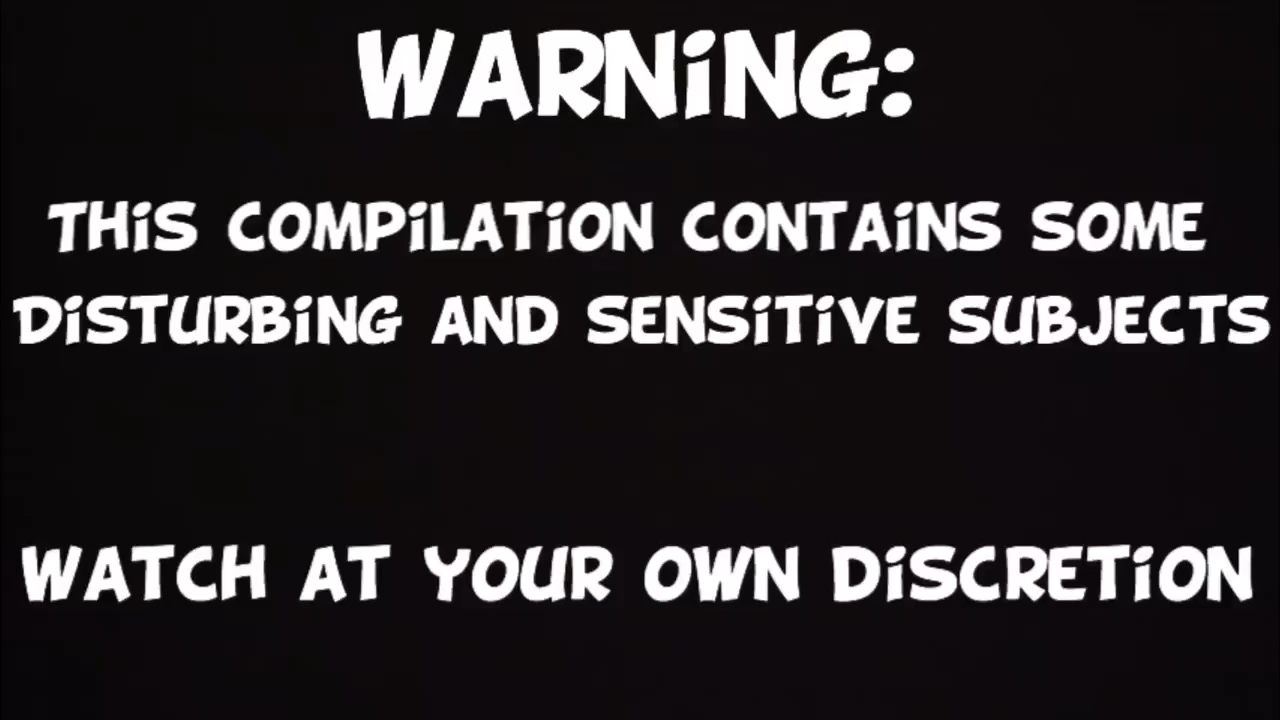 WARNiNG:
THiS COMPiLATiON CONTAiNS SOME
DiSTURBiNG AND SENSiTiVE SUBJECTS
WATCH AT YOUR OWN DiSCRETiON